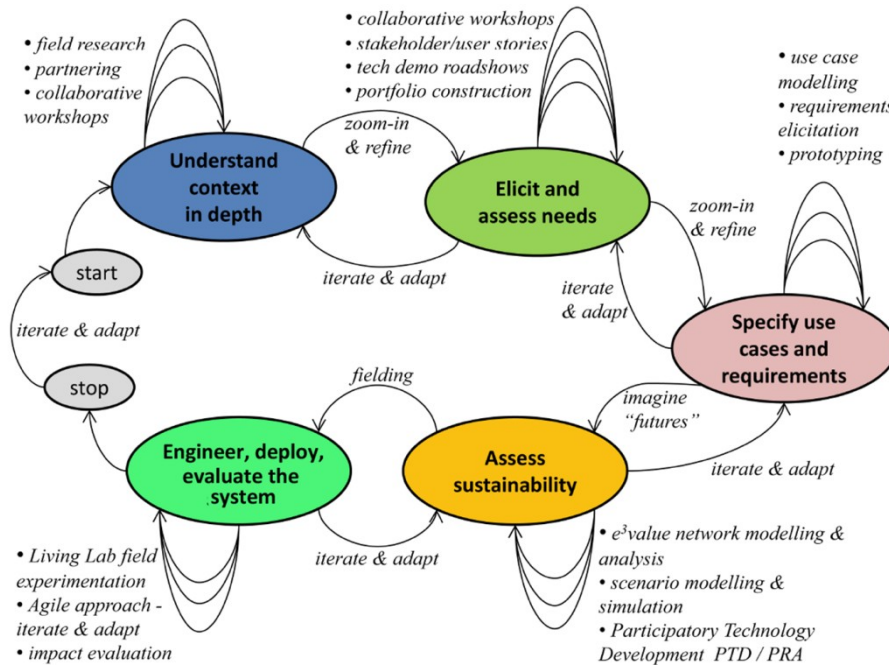 • field research
• partnering
• collaborative
workshops
• collaborative workshops
• stakeholder/user stories
• tech demo roadshows
• portfolio construction
• use case
modelling
• requirements
elicitation
• prototyping
Understand
context
in depth
zoom-in
& refine
Elicit and
assess needs
zoom-in
& refine
iterate & adapt
iterate
& adapt
start
iterate & adapt
stop
Specify use
cases and
requirements
fielding
imagine
“futures”
Engineer, deploy,
evaluate the
system
Assess
sustainability
iterate & adapt
iterate & adapt
• Living Lab field
experimentation
• Agile approach -
iterate & adapt
• impact evaluation
• e³value network modelling &
analysis
• scenario modelling &
simulation
• Participatory Technology
Development PTD / PRA